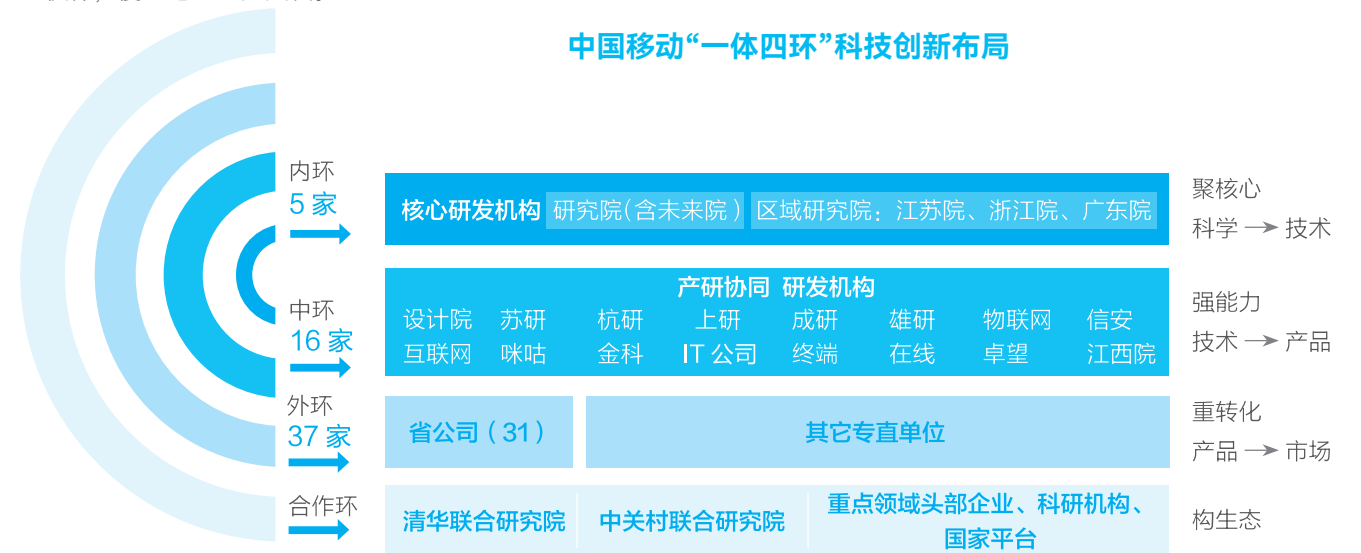 中国移动“一体四环”科技创新布局
内环
5 家
核心研发机构 研究院(含未来院) 区域研究院：江苏院、浙江院、广东院
聚核心
科学 → 技术
中环
16 家
产研协同 研发机构
设计院 苏研 杭研 上研 成研 雄研 物联网 信安
互联网 咪咕 金科 IT 公司 终端 在线 卓望 江西院
强能力
技术 → 产品
外环
37 家
省公司（31） 其它专直单位
重转化
产品 → 市场
合作环
清华联合研究院 中关村联合研究院 重点领域头部企业、科研机构、
国家平台
构生态